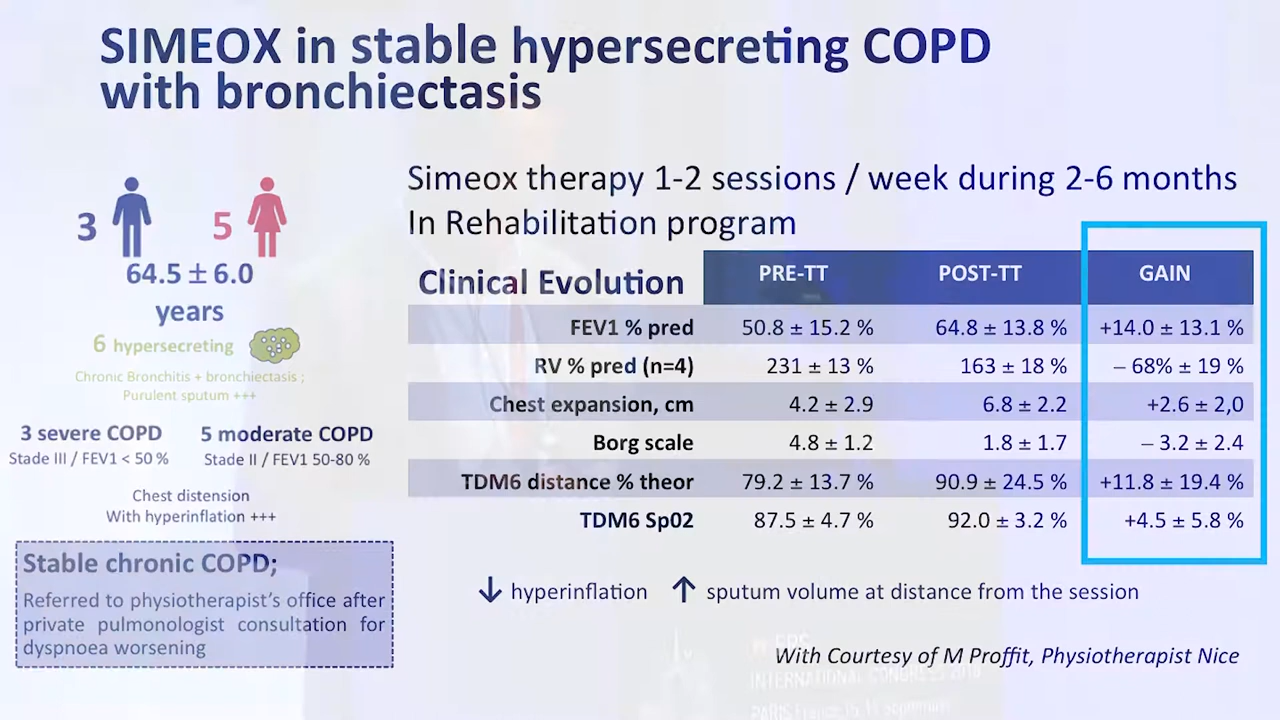 SIMEOX in stable hypersecreting COPD
with bronchiectasis
3
5
64.5 ± 6.0
years
6 hypersecreting
Chronic Bronchitis + bronchiectasis ;
Purulent sputum +++
3 severe COPD
Stade III / FEV1 < 50 %
5 moderate COPD
Stade II / FEV1 50-80 %
Chest distension
With hyperinflation +++
Stable chronic COPD;
Referred to physiotherapist's office after
private pulmonologist consultation for
dyspnoea worsening
Simeox therapy 1-2 sessions / week during 2-6 months
In Rehabilitation program
Clinical Evolution PRE-TT POST-TT GAIN
FEV1 % pred 50.8 ± 15.2 % 64.8 ± 13.8 % +14.0 ± 13.1 %
RV % pred (n=4) 231 ± 13 % 163 ± 18 % – 68% ± 19 %
Chest expansion, cm 4.2 ± 2.9 6.8 ± 2.2 +2.6 ± 2,0
Borg scale 4.8 ± 1.2 1.8 ± 1.7 – 3.2 ± 2.4
TDM6 distance % theor 79.2 ± 13.7 % 90.9 ± 24.5 % +11.8 ± 19.4 %
TDM6 Sp02 87.5 ± 4.7 % 92.0 ± 3.2 % +4.5 ± 5.8 %
↓ hyperinflation ↑ sputum volume at distance from the session
With Courtesy of M Proffit, Physiotherapist Nice
ERS
INTERNATIONAL CONGRESS
PARIS France